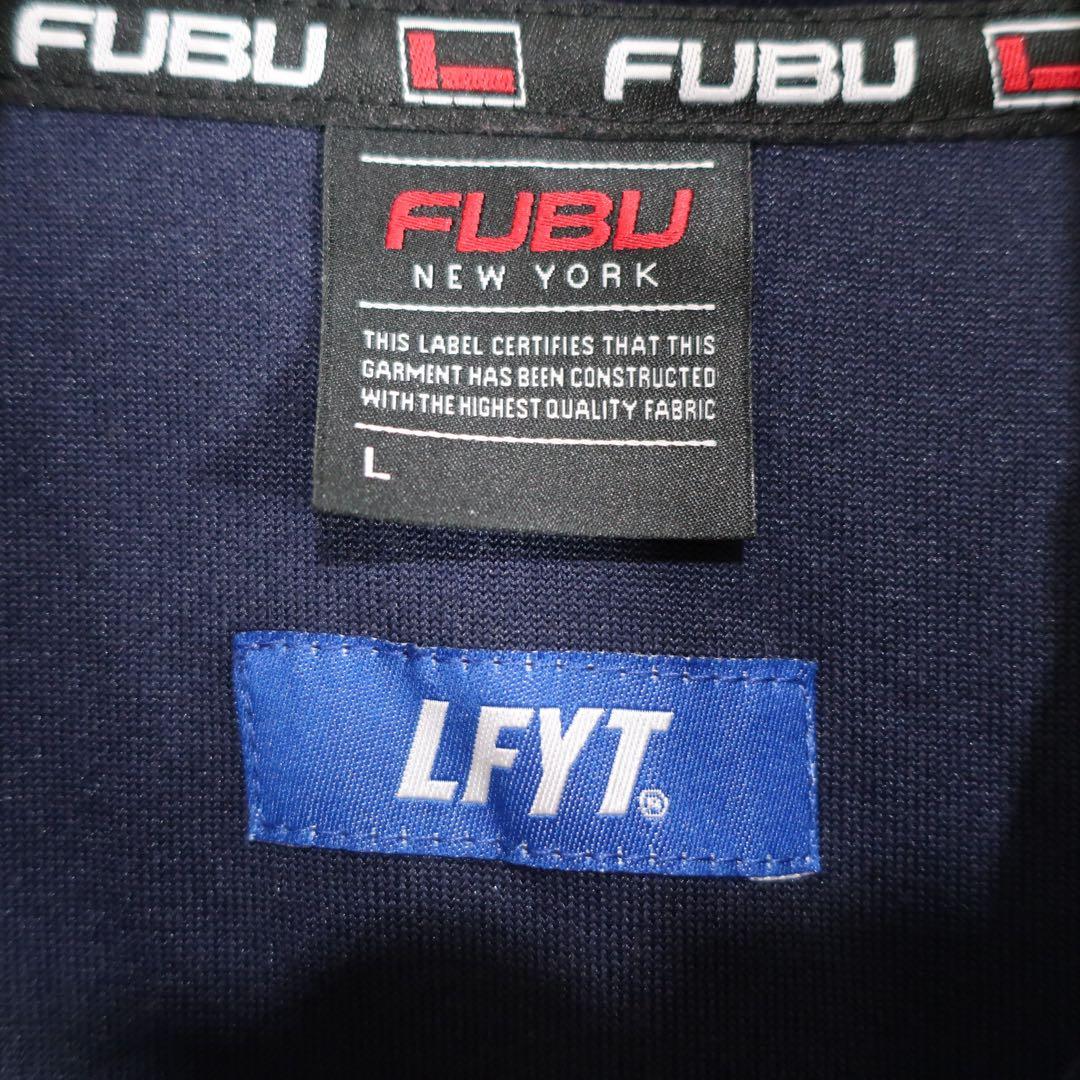 FUBU L FUBU L
FUBU
NEW YORK
THIS LABEL CERTIFIES THAT THIS
GARMENT HAS BEEN CONSTRUCTED
WITH THE HIGHEST QUALITY FABRIC
L
LFYT®